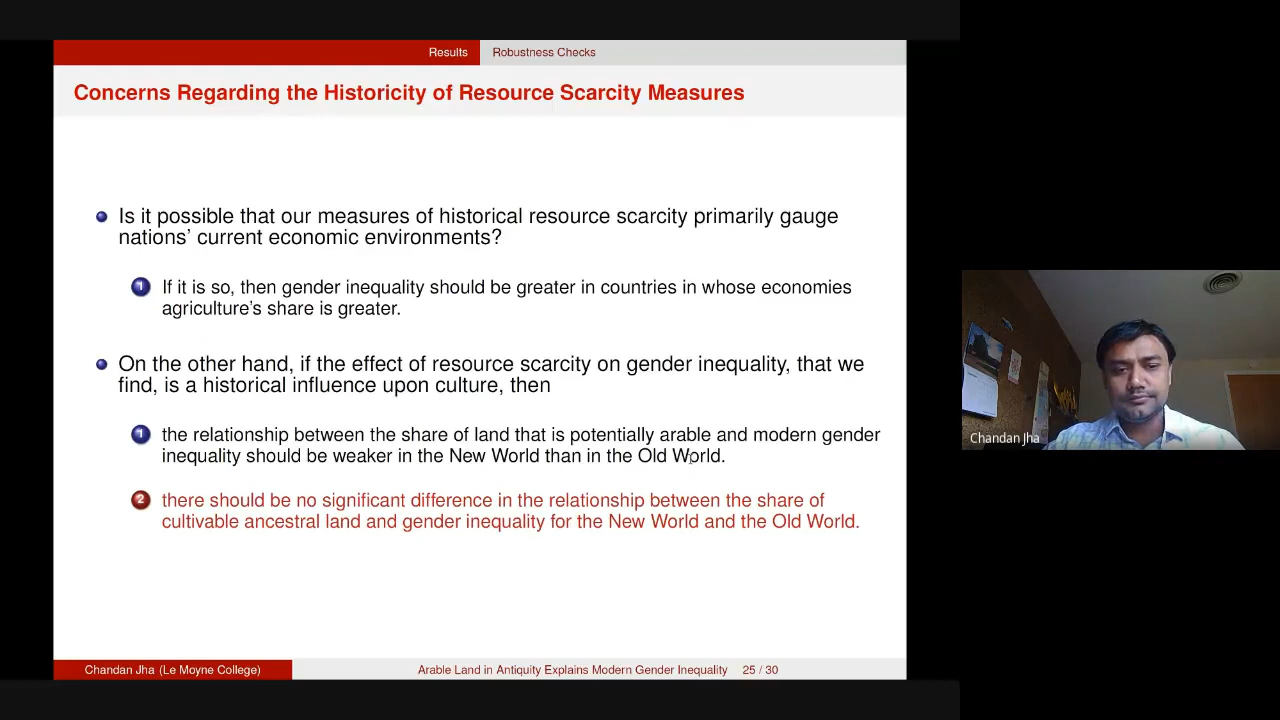 Results Robustness Checks
Concerns Regarding the Historicity of Resource Scarcity Measures
Is it possible that our measures of historical resource scarcity primarily gauge
nations' current economic environments?
1 If it is so, then gender inequality should be greater in countries in whose economies
agriculture's share is greater.
On the other hand, if the effect of resource scarcity on gender inequality, that we
find, is a historical influence upon culture, then
1 the relationship between the share of land that is potentially arable and modern gender
inequality should be weaker in the New World than in the Old World.
2 there should be no significant difference in the relationship between the share of
cultivable ancestral land and gender inequality for the New World and the Old World.
Chandan Jha (Le Moyne College) Arable Land in Antiquity Explains Modern Gender Inequality 25 / 30
Chandan Jha